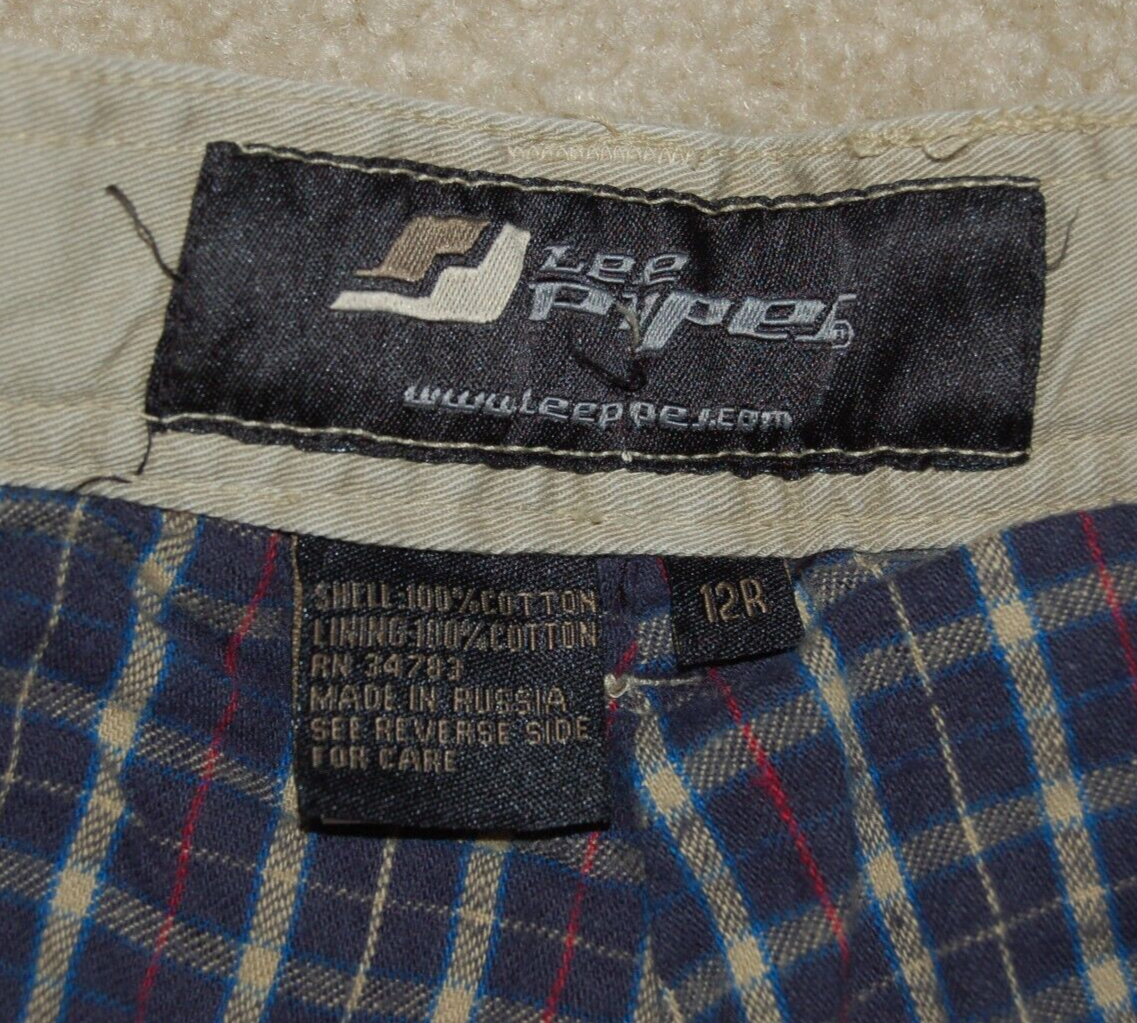 Lee
Pipes
www.leepipes.com
SHELL 100% COTTON
LINING 100% COTTON
RN 34783
MADE IN RUSSIA
SEE REVERSE SIDE
FOR CARE
12R